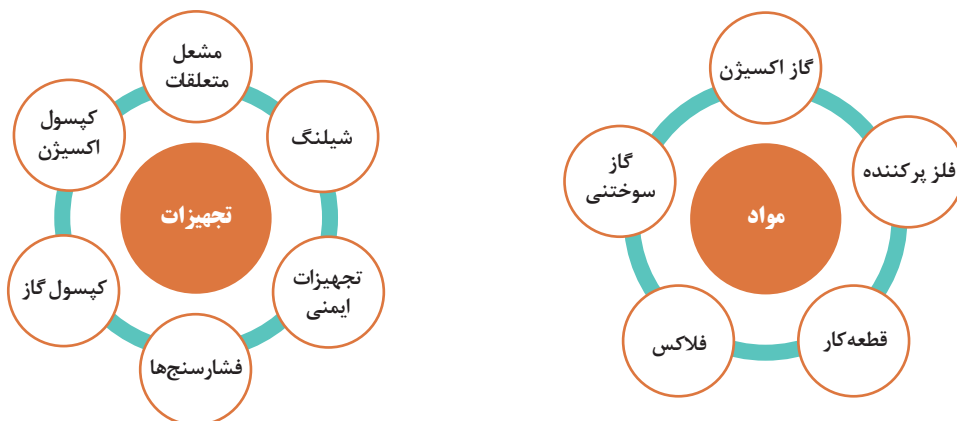 مواد
گاز اکسیژن
فلز پرکننده
قطعه‌کار
فلاکس
گاز
سوختنی
تجهیزات
مشعل
متعلقات
شیلنگ
تجهیزات
ایمنی
فشارسنج‌ها
کپسول گاز
کپسول
اکسیژن